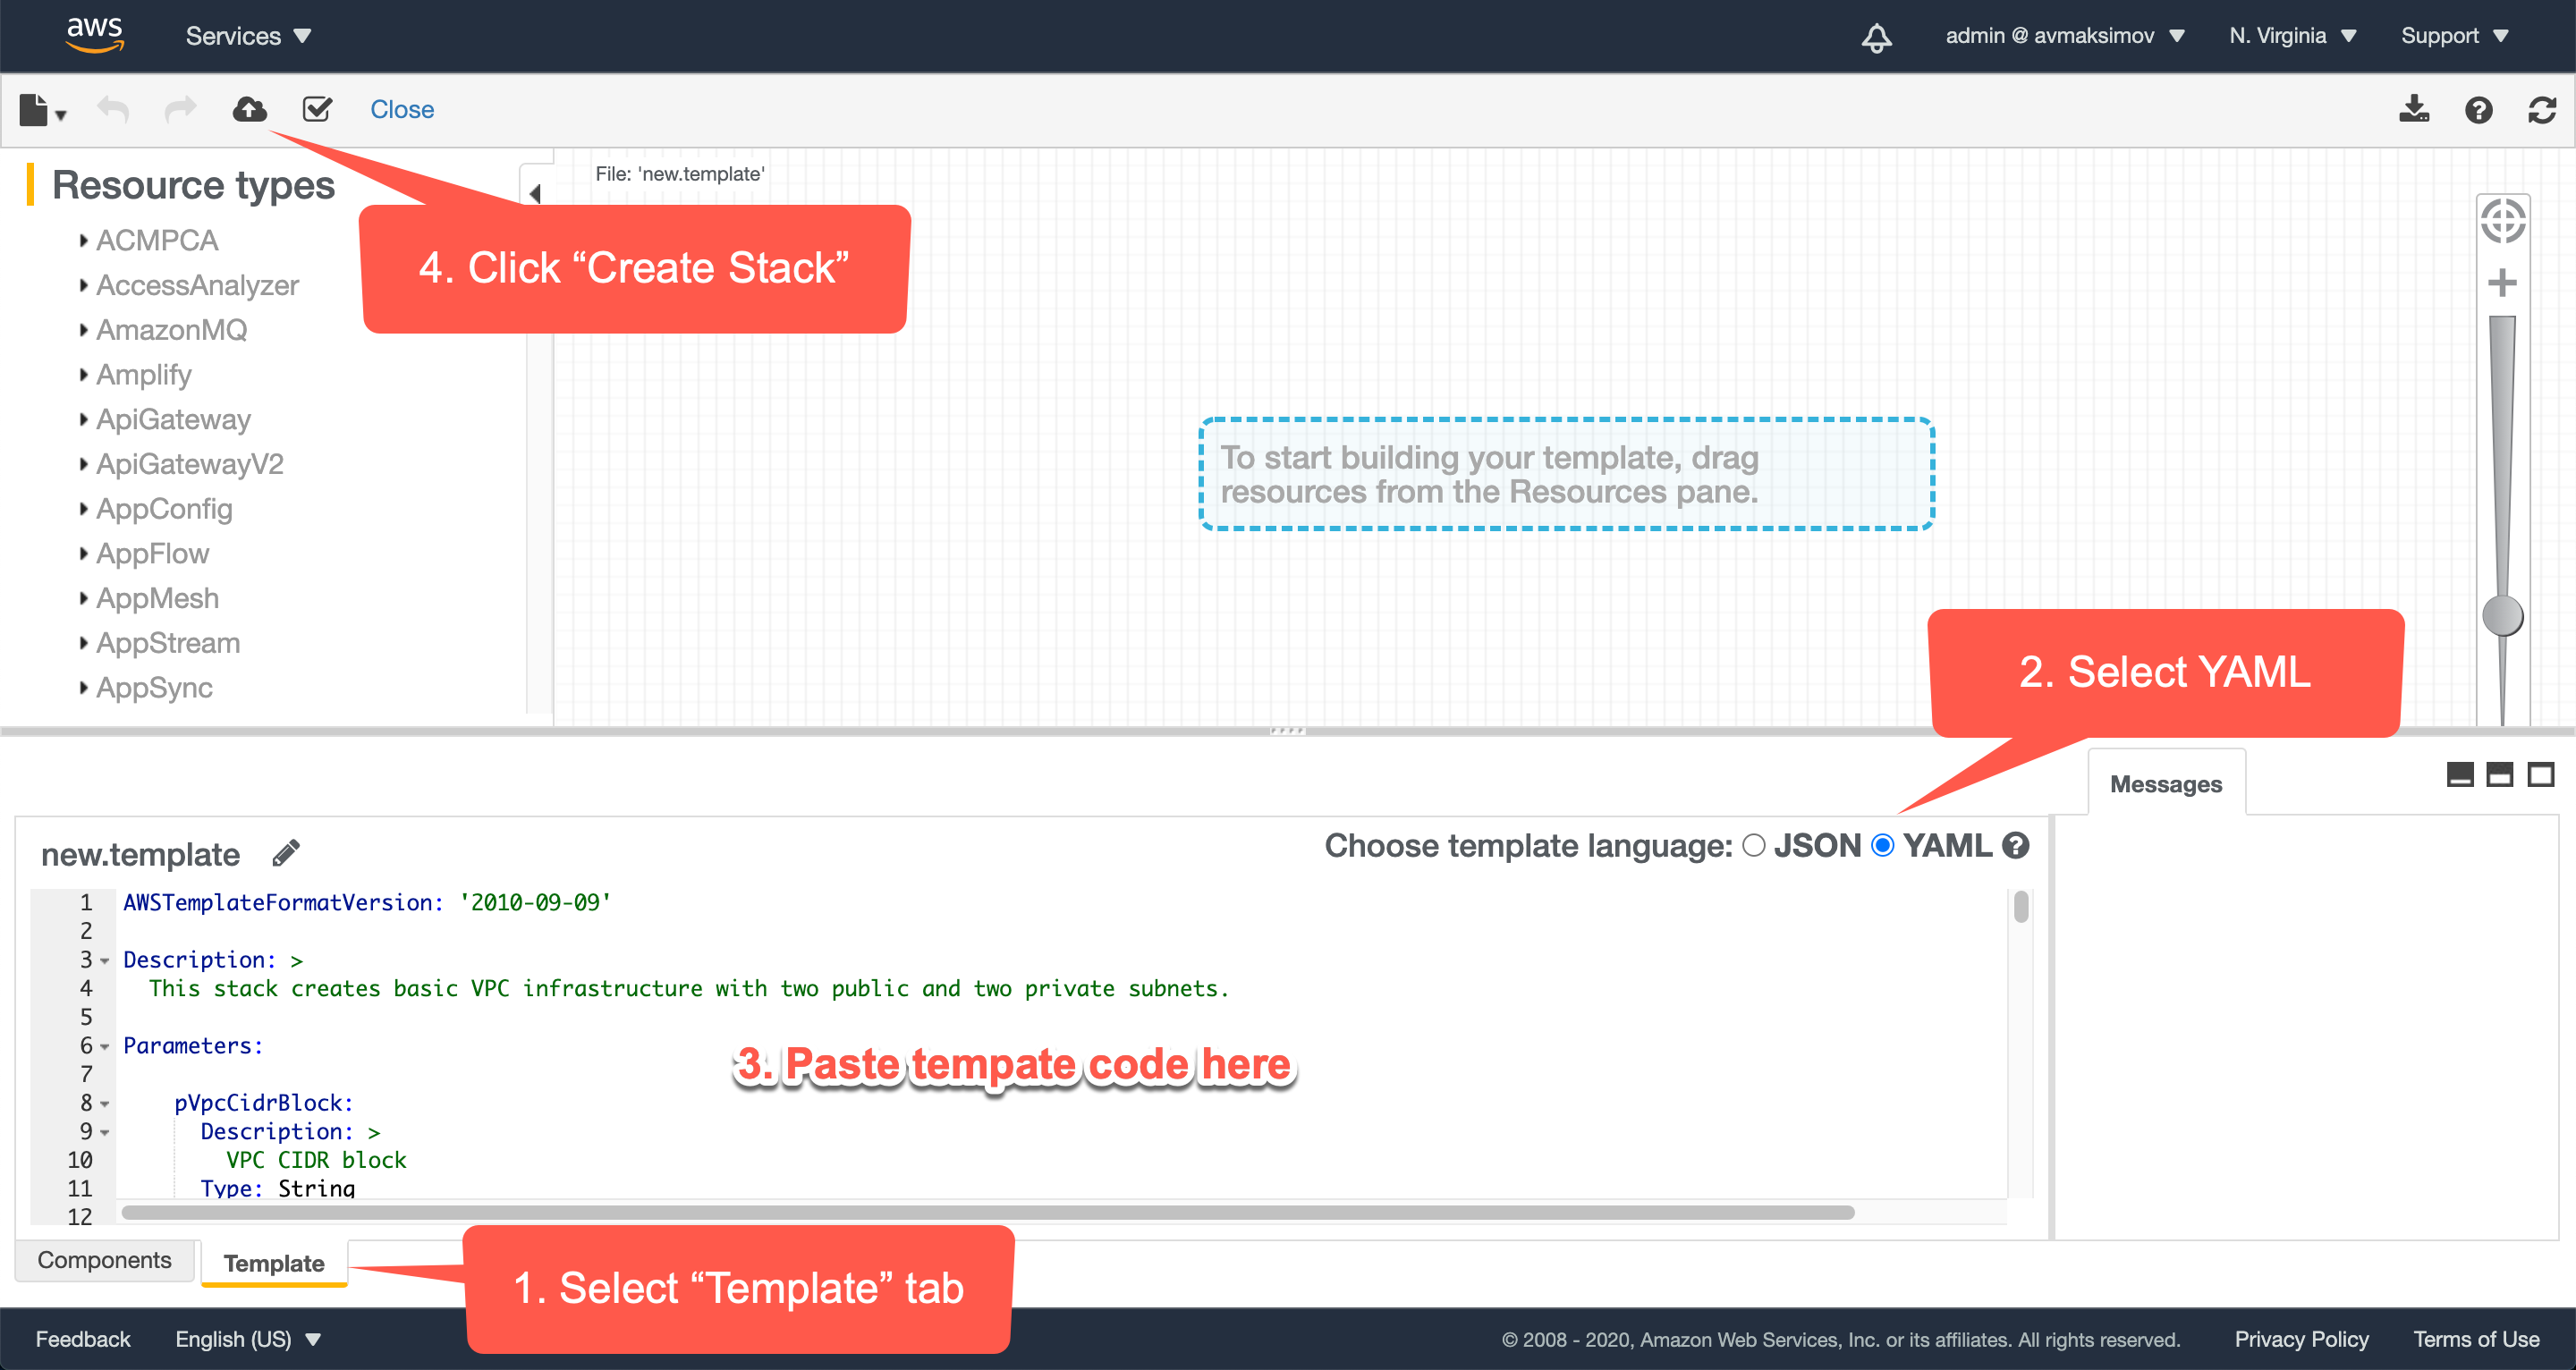 aws
Services
admin @ avmaksimov
N. Virginia
Support
Close
File: 'new.template'
Resource types
ACMPCA
AccessAnalyzer
AmazonMQ
Amplify
ApiGateway
ApiGatewayV2
AppConfig
AppFlow
AppMesh
AppStream
AppSync
4. Click “Create Stack”
To start building your template, drag
resources from the Resources pane.
2. Select YAML
Messages
new.template
Choose template language: JSON YAML
1 AWSTemplateFormatVersion: '2010-09-09'
2
3 Description: >
4 This stack creates basic VPC infrastructure with two public and two private subnets.
5
6 Parameters:
7
3. Paste tempate code here
8 pVpcCidrBlock:
9 Description: >
10 VPC CIDR block
11 Type: String
12
Components
Template
1. Select “Template” tab
Feedback
English (US)
© 2008 - 2020, Amazon Web Services, Inc. or its affiliates. All rights reserved.
Privacy Policy
Terms of Use